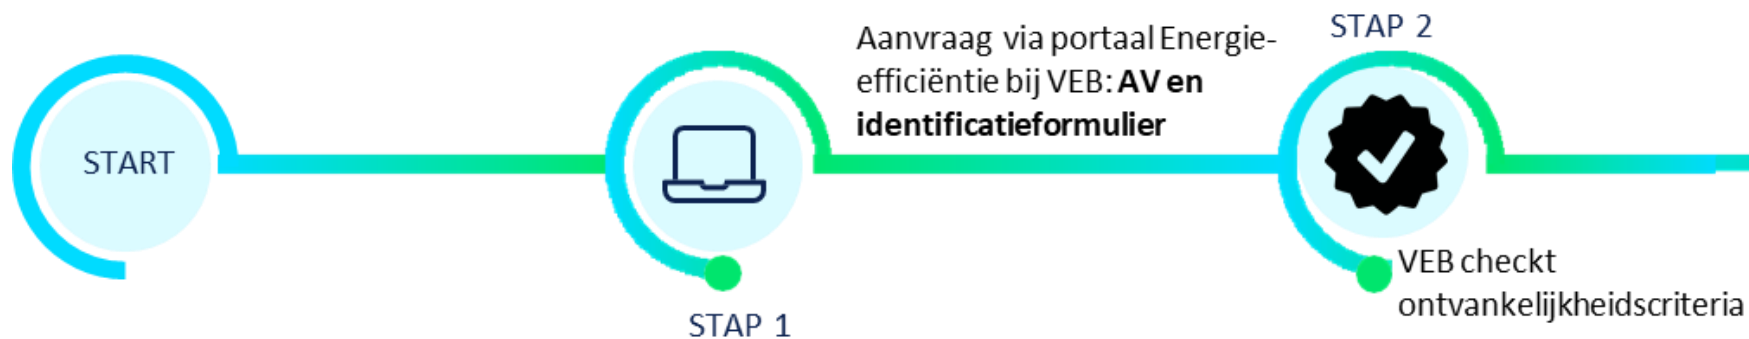 START
STAP 1
Aanvraag via portaal Energie-
efficiëntie bij VEB: AV en
identificatieformulier
STAP 2
VEB checkt
ontvankelijkheidscriteria